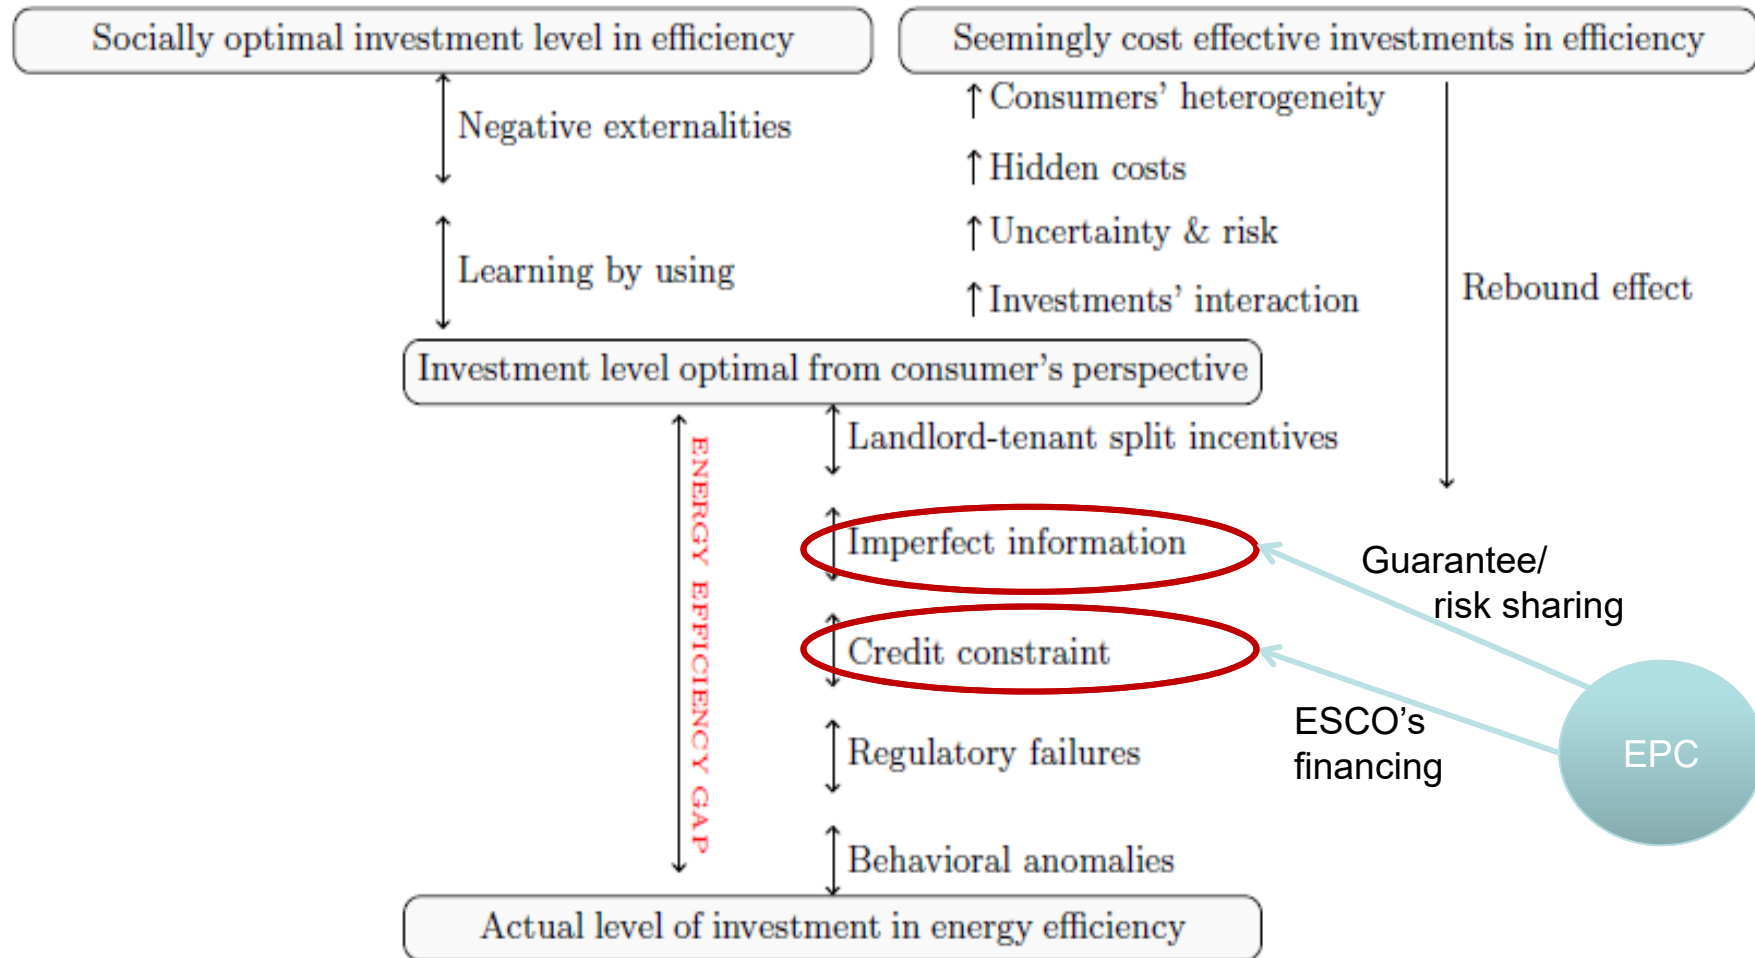 Socially optimal investment level in efficiency
Seemingly cost effective investments in efficiency
Consumers' heterogeneity
Negative externalities
Hidden costs
Uncertainty & risk
Learning by using
Investments' interaction
Rebound effect
Investment level optimal from consumer's perspective
Landlord-tenant split incentives
ENERGY EFFICIENCY GAP
Imperfect information
Guarantee/
risk sharing
Credit constraint
ESCO’s
financing
EPC
Regulatory failures
Behavioral anomalies
Actual level of investment in energy efficiency